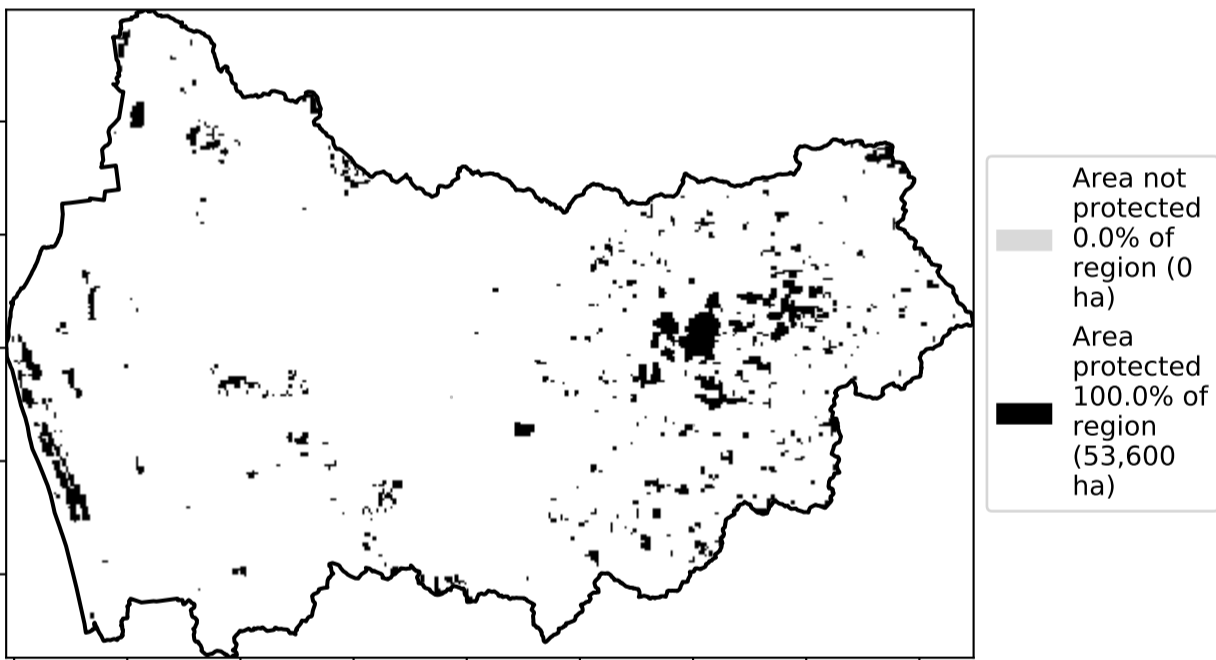 Area not
protected
0.0% of
region (0
ha)
Area
protected
100.0% of
region
(53,600
ha)